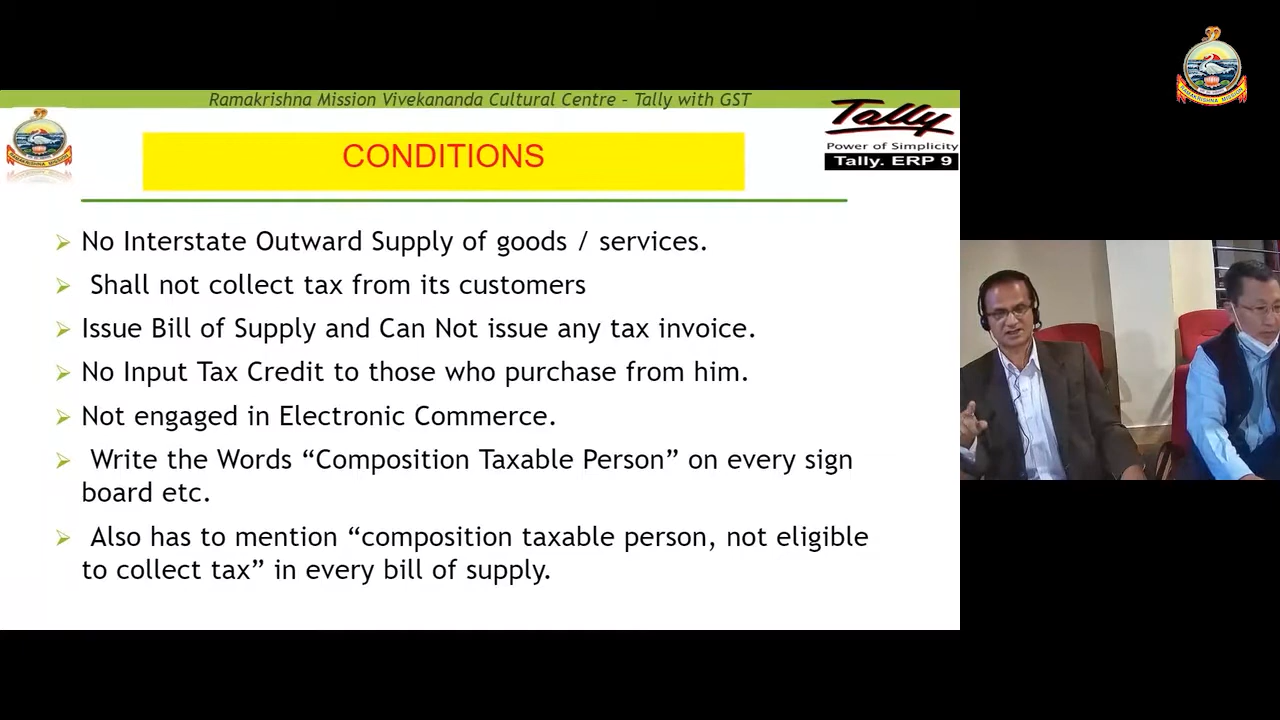 Ramakrishna Mission Vivekananda Cultural Centre – Tally with GST
Tally
Power of Simplicity
Tally. ERP 9
CONDITIONS
No Interstate Outward Supply of goods / services.
Shall not collect tax from its customers
Issue Bill of Supply and Can Not issue any tax invoice.
No Input Tax Credit to those who purchase from him.
Not engaged in Electronic Commerce.
Write the Words “Composition Taxable Person” on every sign
board etc.
Also has to mention “composition taxable person, not eligible
to collect tax” in every bill of supply.
RAMAKRISHNA MISSION
RAMAKRISHNA MISSION